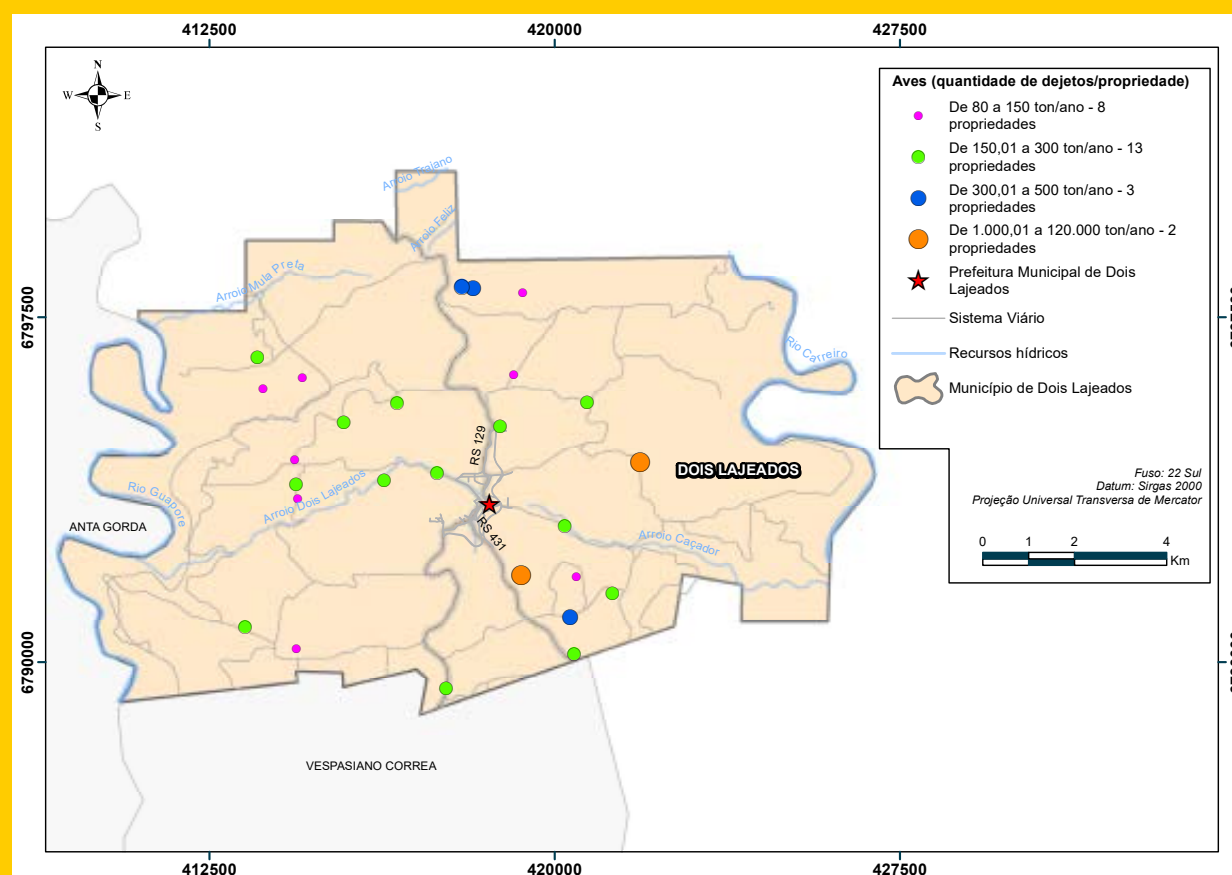 412500
420000
427500
N
W
E
S
Aves (quantidade de dejetos/propriedade)
De 80 a 150 ton/ano - 8
propriedades
De 150,01 a 300 ton/ano - 13
propriedades
De 300,01 a 500 ton/ano - 3
propriedades
De 1.000,01 a 120.000 ton/ano - 2
propriedades
Prefeitura Municipal de Dois
Lajeados
Sistema Viário
Recursos hídricos
Município de Dois Lajeados
Fuso: 22 Sul
Datum: Sirgas 2000
Projeção Universal Transversa de Mercator
0
1
2
4
Km
Arroio Traiano
Arroio Feliz
Arroio Mula Preta
6797500
Rio Carreiro
RS 129
DOIS LAJEADOS
Rio Guaporé
Arroio Dois Lajeados
ANTA GORDA
RS 431
Arroio Caçador
6790000
VESPASIANO CORREA
412500
420000
427500